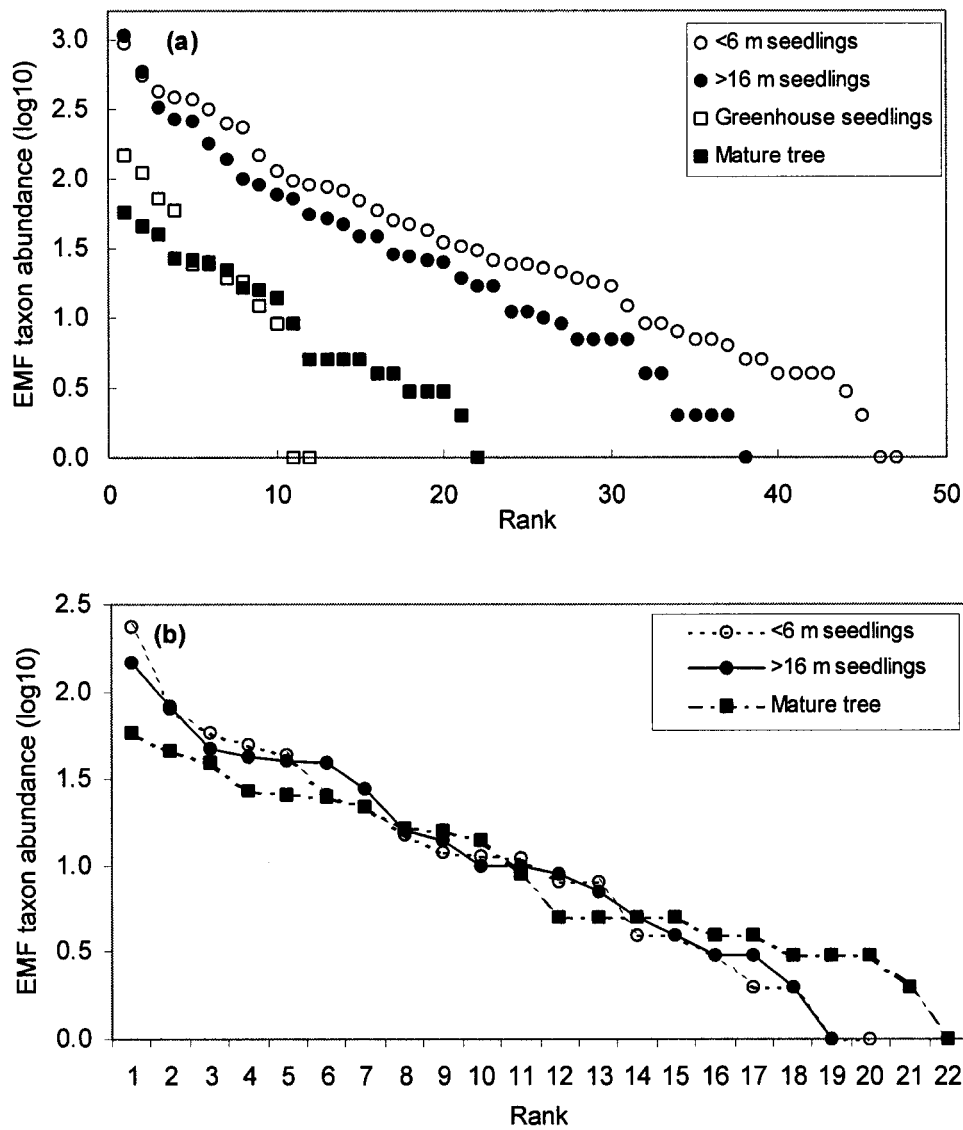 (a)
<6 m seedlings
>16 m seedlings
Greenhouse seedlings
Mature tree
EMF taxon abundance (log10)
3.0
2.5
2.0
1.5
1.0
0.5
0.0
0 10 20 30 40 50
Rank
(b)
<6 m seedlings
>16 m seedlings
Mature tree
EMF taxon abundance (log10)
2.5
2.0
1.5
1.0
0.5
0.0
1 2 3 4 5 6 7 8 9 10 11 12 13 14 15 16 17 18 19 20 21 22
Rank